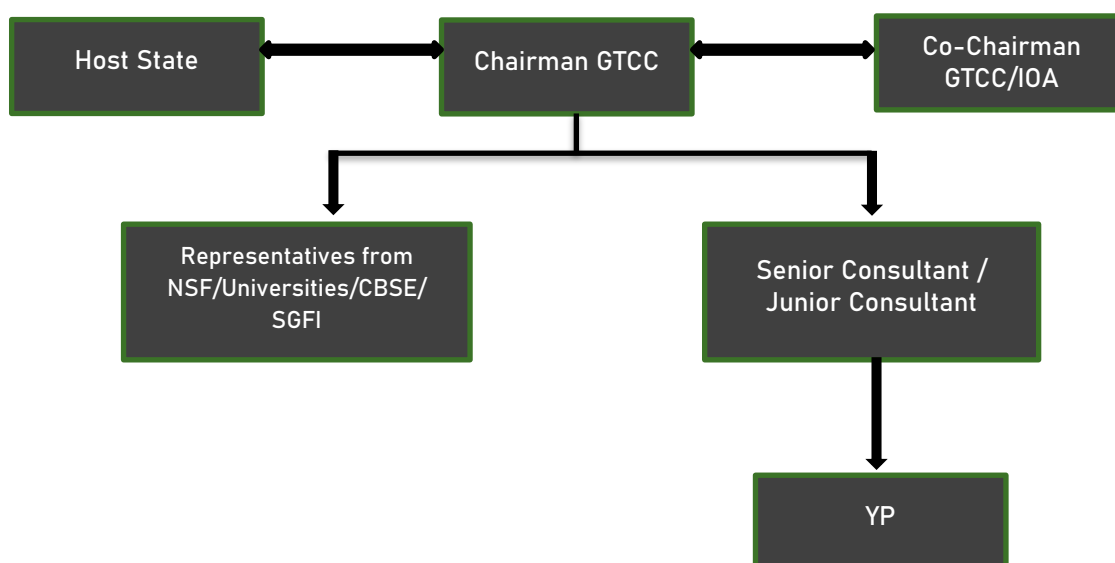 Host State
Chairman GTCC
Co-Chairman
GTCC/IOA
Representatives from
NSF/Universities/CBSE/
SGFI
Senior Consultant /
Junior Consultant
YP